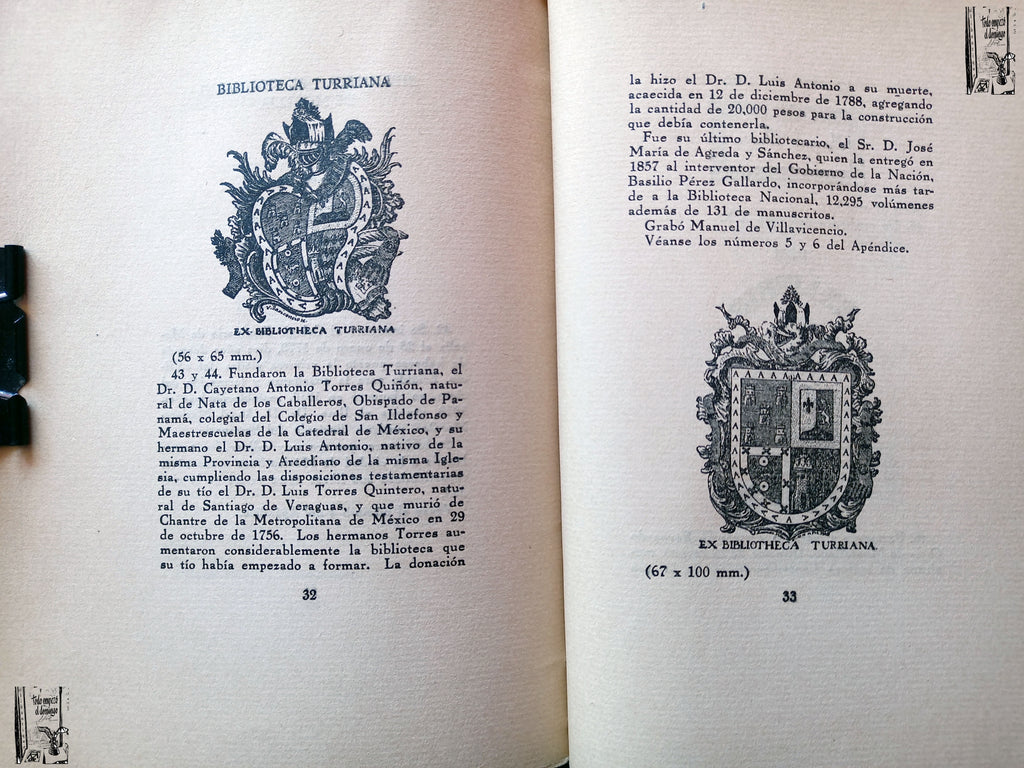 BIBLIOTECA TURRIANA
Villavicencio
EX·BIBLIOTHECA TURRIANA
(56 x 65 mm.)
43 y 44. Fundaron la Biblioteca Turriana, el
Dr. D. Cayetano Antonio Torres Quiñón, natu-
ral de Nata de los Caballeros, Obispado de Pa-
namá, colegial del Colegio de San Ildefonso y
Maestrescuelas de la Catedral de México, y su
hermano el Dr. D. Luis Antonio, nativo de la
misma Provincia y Arcediano de la misma Igle-
sia, cumpliendo las disposiciones testamentarias
de su tío el Dr. D. Luis Torres Quintero, natu-
ral de Santiago de Veraguas, y que murió de
Chantre de la Metropolitana de México en 29
de octubre de 1756. Los hermanos Torres au-
mentaron considerablemente la biblioteca que
su tío había empezado a formar. La donación
32
todo empezó
el domingo
todo empezó
el domingo
la hizo el Dr. D. Luis Antonio a su muerte,
acaecida en 12 de diciembre de 1788, agregando
la cantidad de 20,000 pesos para la construcción
que debía contenerla.
Fue su último bibliotecario, el Sr. D. José
María de Agreda y Sánchez, quien la entregó en
1857 al interventor del Gobierno de la Nación,
Basilio Pérez Gallardo, incorporándose más tar-
de a la Biblioteca Nacional, 12,295 volúmenes
además de 131 de manuscritos.
Grabó Manuel de Villavicencio.
Véanse los números 5 y 6 del Apéndice.
EX BIBLIOTHECA TURRIANA.
(67 x 100 mm.)
33